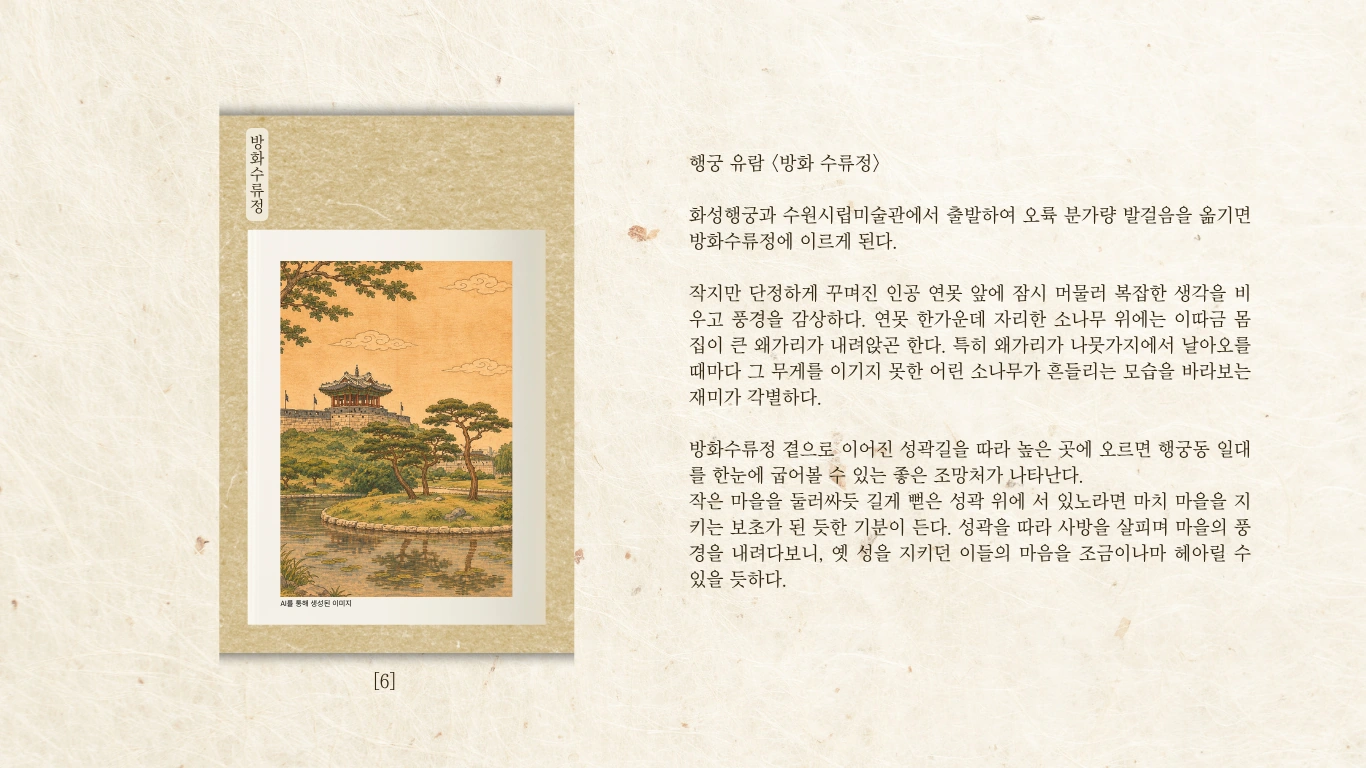 방화수류정
AI를 통해 생성된 이미지
[6]
행궁 유람 〈방화 수류정〉
화성행궁과 수원시립미술관에서 출발하여 오륙 분가량 발걸음을 옮기면
방화수류정에 이르게 된다.
작지만 단정하게 꾸며진 인공 연못 앞에 잠시 머물러 복잡한 생각을 비
우고 풍경을 감상하다. 연못 한가운데 자리한 소나무 위에는 이따금 몸
집이 큰 왜가리가 내려앉곤 한다. 특히 왜가리가 나뭇가지에서 날아오를
때마다 그 무게를 이기지 못한 어린 소나무가 흔들리는 모습을 바라보는
재미가 각별하다.
방화수류정 곁으로 이어진 성곽길을 따라 높은 곳에 오르면 행궁동 일대
를 한눈에 굽어볼 수 있는 좋은 조망처가 나타난다.
작은 마을을 둘러싸듯 길게 뻗은 성곽 위에 서 있노라면 마치 마을을 지
키는 보초가 된 듯한 기분이 든다. 성곽을 따라 사방을 살피며 마을의 풍
경을 내려다보니, 옛 성을 지키던 이들의 마음을 조금이나마 헤아릴 수
있을 듯하다.